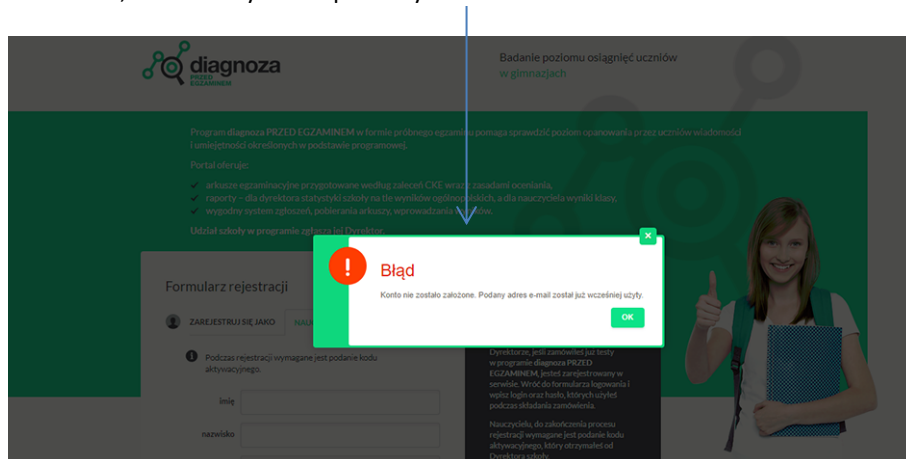 diagnoza
PRZED
EGZAMINEM
Badanie poziomu osiągnięć uczniów
w gimnazjach
Program diagnoza PRZED EGZAMINEM w formie próbnego egzaminu pomaga sprawdzić poziom opanowania przez uczniów wiadomości
i umiejętności określonych w podstawie programowej.
Portal oferuje:
arkusze egzaminacyjne przygotowane według zaleceń CKE wraz z zasadami oceniania,
raporty – dla dyrektora statystyki szkoły na tle wyników ogólnopolskich, a dla nauczyciela wyniki klasy,
wygodny system zgłoszeń, pobierania arkuszy, wprowadzania wyników.
Udział szkoły w programie zgłasza jej Dyrektor.
Błąd
Konto nie zostało założone. Podany adres e-mail został już wcześniej użyty.
OK
Formularz rejestracji
ZAREJESTRUJ SIĘ JAKO
Podczas rejestracji wymagane jest podanie kodu
aktywacyjnego.
imię
nazwisko
Dyrektorze, jeśli zamówiłeś już testy
w programie diagnoza PRZED
EGZAMINEM, jesteś zarejestrowany w
serwisie. Wróć do formularza logowania i
wpisz login oraz hasło, których użyłeś
podczas składania zamówienia.
Nauczycielu, do zakończenia procesu
rejestracji wymagane jest podanie kodu
aktywacyjnego, który otrzymałeś od
Dyrektora szkoły.